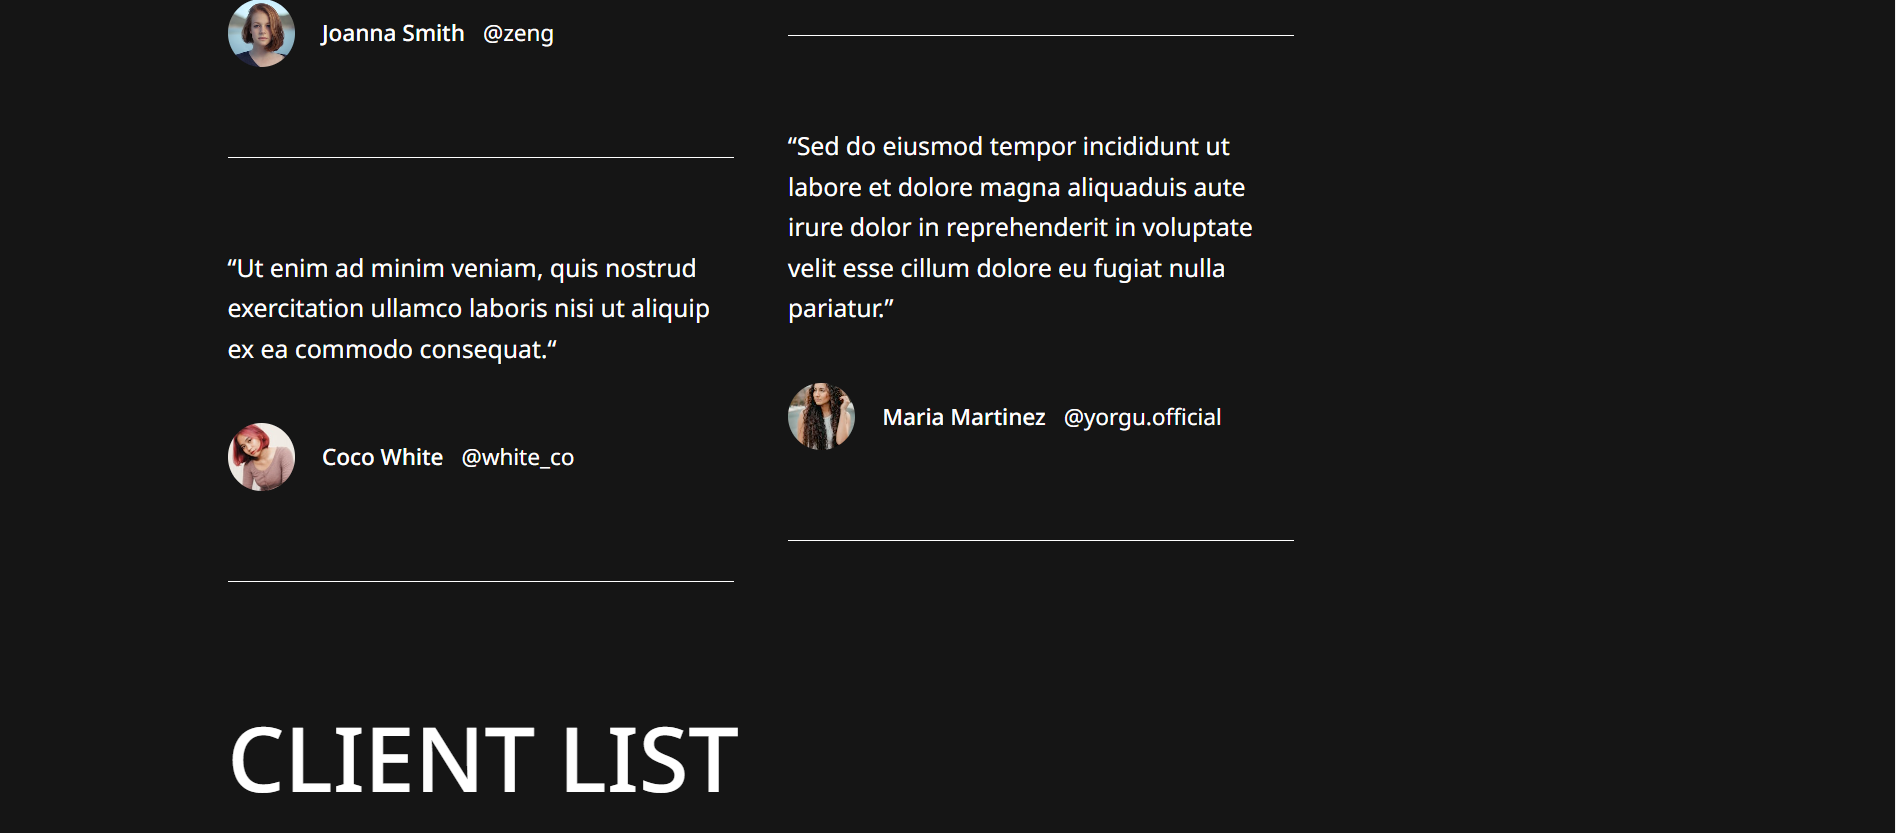 Joanna Smith @zeng
“Ut enim ad minim veniam, quis nostrud
exercitation ullamco laboris nisi ut aliquip
ex ea commodo consequat.“
Coco White @white_co
“Sed do eiusmod tempor incididunt ut
labore et dolore magna aliquaduis aute
irure dolor in reprehenderit in voluptate
velit esse cillum dolore eu fugiat nulla
pariatur.”
Maria Martinez @yorgu.official
CLIENT LIST